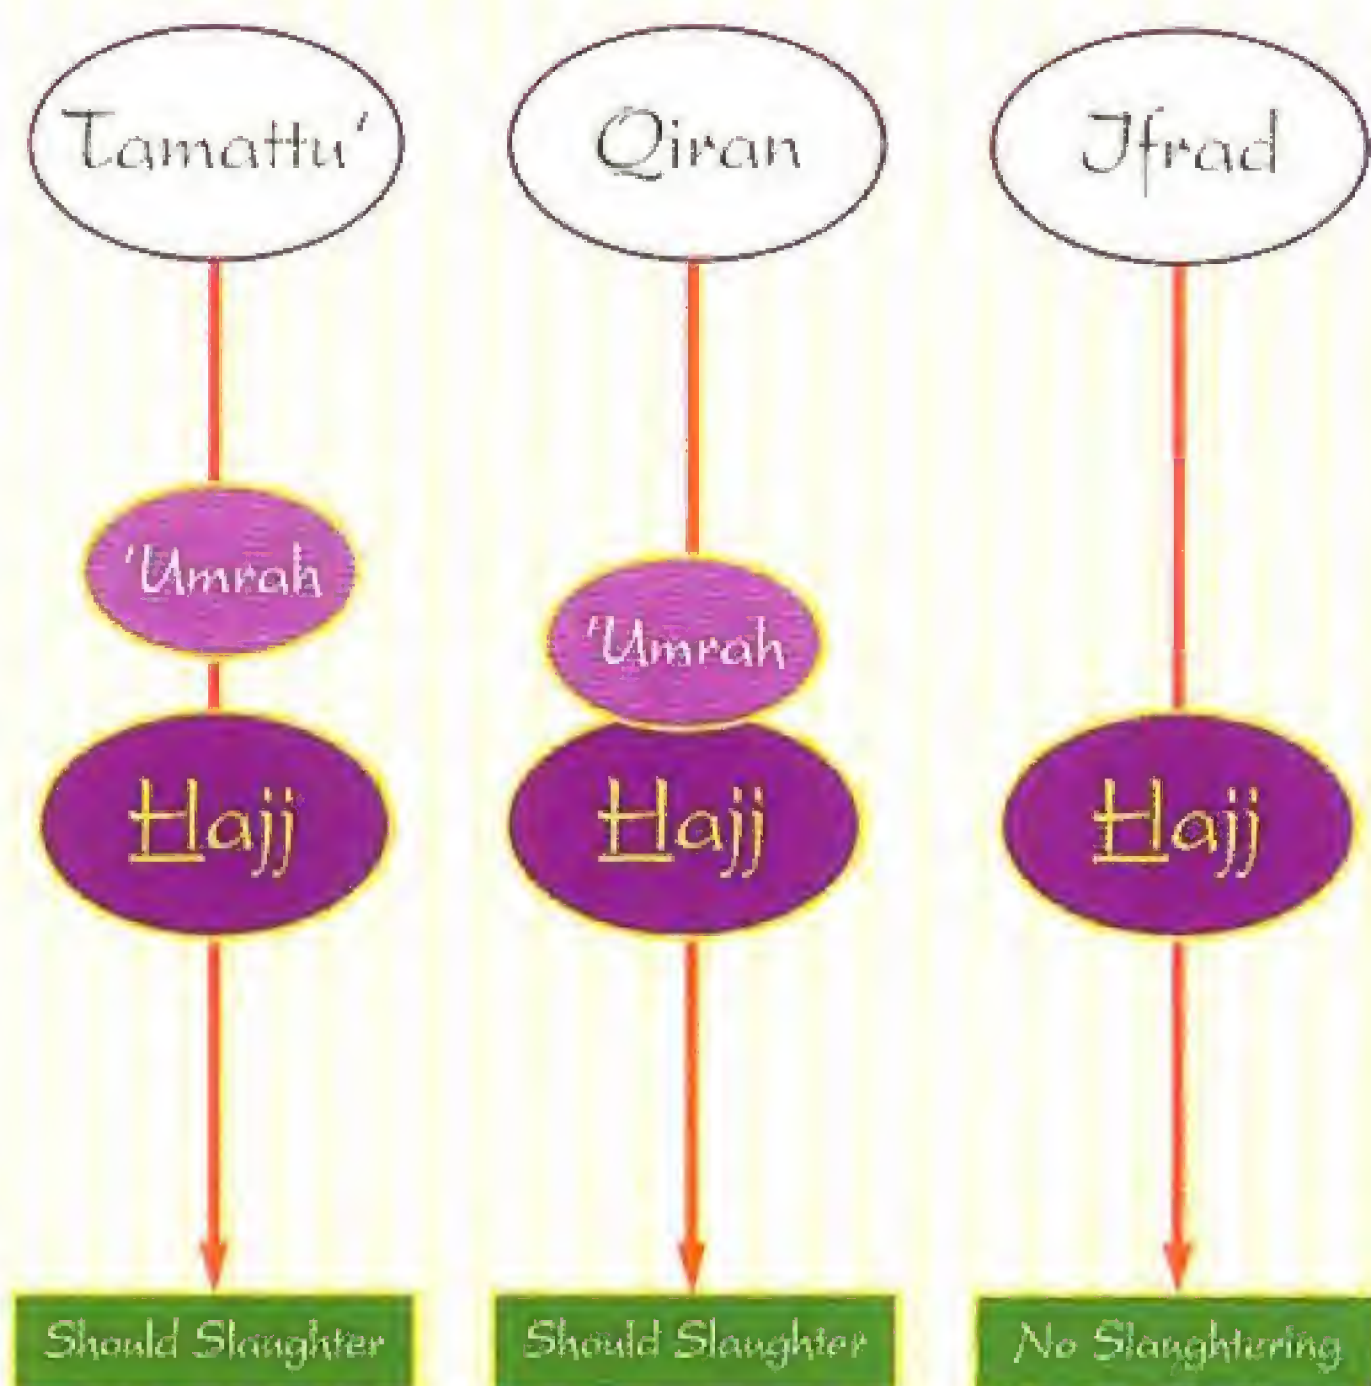 Tamattu'
Qiran
Ifrad
'Umrah
'Umrah
Hajj
Hajj
Hajj
Should Slaughter
Should Slaughter
No Slaughtering